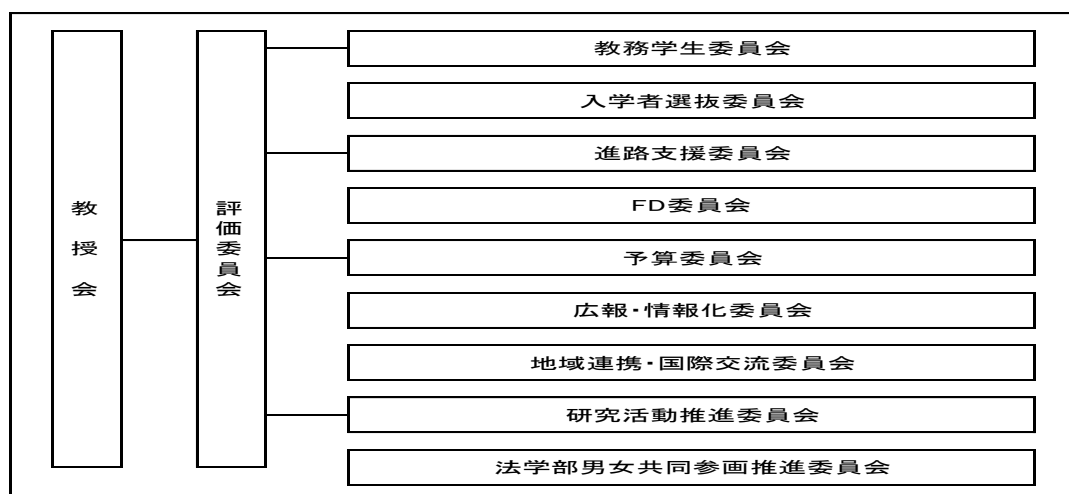 教授会
評価委員会
教務学生委員会
入学者選抜委員会
進路支援委員会
FD委員会
予算委員会
広報・情報化委員会
地域連携・国際交流委員会
研究活動推進委員会
法学部男女共同参画推進委員会